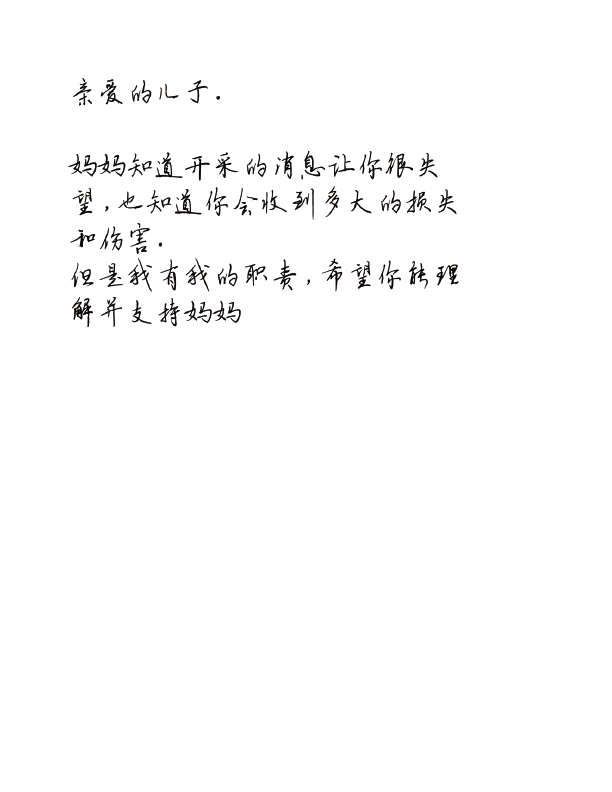 亲爱的儿子.
妈妈知道开采的消息让你很失
望,也知道你会收到多大的损失
和伤害.
但是我有我的职责,希望你能理
解并支持妈妈